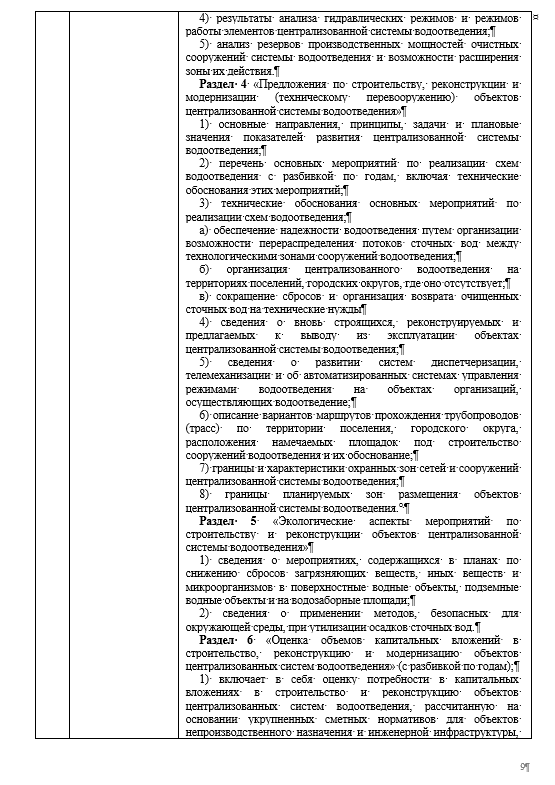 4) результаты анализа гидравлических режимов и режимов
работы элементов централизованной системы водоотведения;¶
5) анализ резервов производственных мощностей очистных
сооружений системы водоотведения и возможности расширения
зоны их действия.¶
Раздел 4 «Предложения по строительству, реконструкции и
модернизации (техническому перевооружению) объектов
централизованной системы водоотведения»¶
1) основные направления, принципы, задачи и плановые
значения показателей развития централизованной системы
водоотведения;¶
2) перечень основных мероприятий по реализации схем
водоотведения с разбивкой по годам, включая технические
обоснования этих мероприятий;¶
3) технические обоснования основных мероприятий по
реализации схем водоотведения;¶
а) обеспечение надежности водоотведения путем организации
возможности перераспределения потоков сточных вод между
технологическими зонами сооружений водоотведения;¶
б) организация централизованного водоотведения на
территориях поселений, городских округов, где оно отсутствует;¶
в) сокращение сбросов и организация возврата очищенных
сточных вод на технические нужды¶
4) сведения о вновь строящихся, реконструируемых и
предлагаемых к выводу из эксплуатации объектах
централизованной системы водоотведения;¶
5) сведения о развитии систем диспетчеризации,
телемеханизации и об автоматизированных системах управления
режимами водоотведения на объектах организаций,
осуществляющих водоотведение;¶
6) описание вариантов маршрутов прохождения трубопроводов
(трасс) по территории поселения, городского округа,
расположения намечаемых площадок под строительство
сооружений водоотведения и их обоснование;¶
7) границы и характеристики охранных зон сетей и сооружений
централизованной системы водоотведения;¶
8) границы планируемых зон размещения объектов
централизованной системы водоотведения.°¶
Раздел 5 «Экологические аспекты мероприятий по
строительству и реконструкции объектов централизованной
системы водоотведения»¶
1) сведения о мероприятиях, содержащихся в планах по
снижению сбросов загрязняющих веществ, иных веществ и
микроорганизмов в поверхностные водные объекты, подземные
водные объекты и на водозаборные площади;¶
2) сведения о применении методов, безопасных для
окружающей среды, при утилизации осадков сточных вод.¶
Раздел 6 «Оценка объемов капитальных вложений в
строительство, реконструкцию и модернизацию объектов
централизованных систем водоотведения» (с разбивкой по годам);¶
1) включает в себя оценку потребности в капитальных
вложениях в строительство и реконструкцию объектов
централизованных систем водоотведения, рассчитанную на
основании укрупненных сметных нормативов для объектов
непроизводственного назначения и инженерной инфраструктуры,
9¶